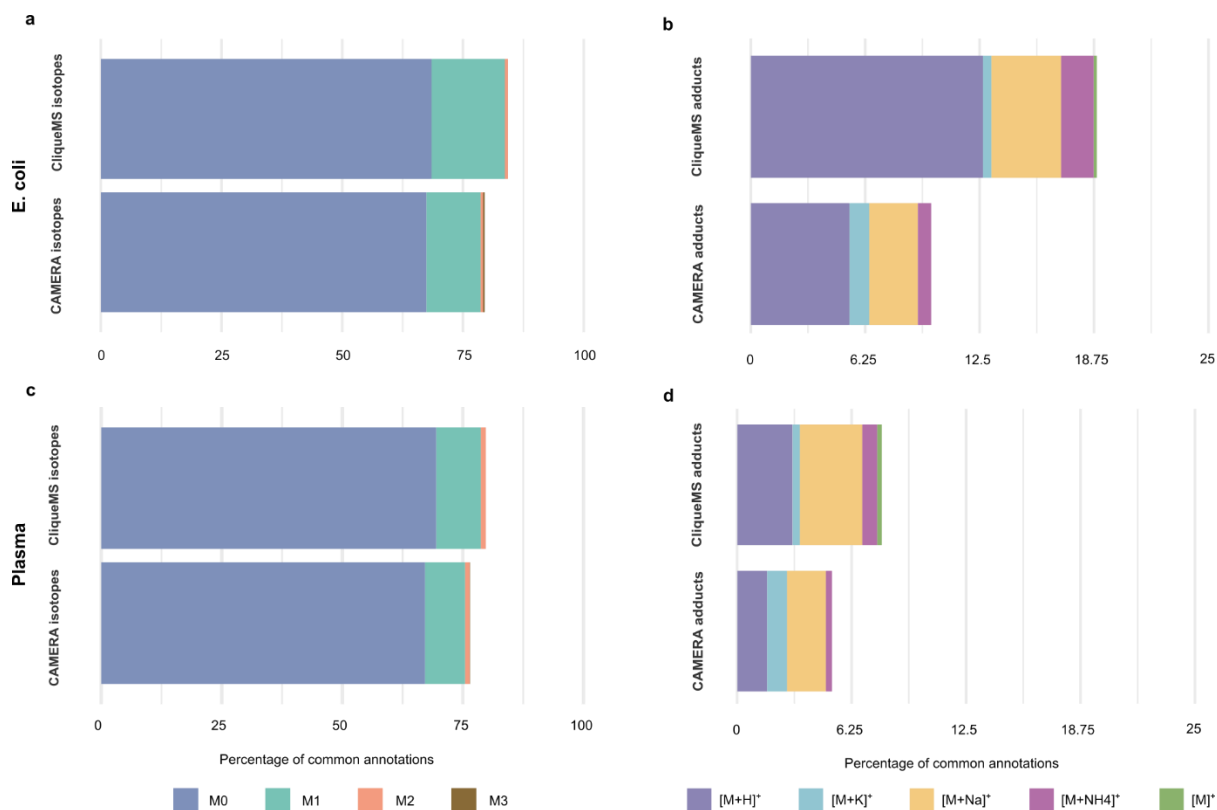 a
b
E. coli
CliqueMS isotopes
CAMERA isotopes
CliqueMS adducts
CAMERA adducts
0 25 50 75 100
0 6.25 12.5 18.75 25
c
d
Plasma
CliqueMS isotopes
CAMERA isotopes
CliqueMS adducts
CAMERA adducts
0 25 50 75 100
0 6.25 12.5 18.75 25
Percentage of common annotations
Percentage of common annotations
M0 M1 M2 M3
[M+H]⁺ [M+K]⁺ [M+Na]⁺ [M+NH4]⁺ [M]⁺